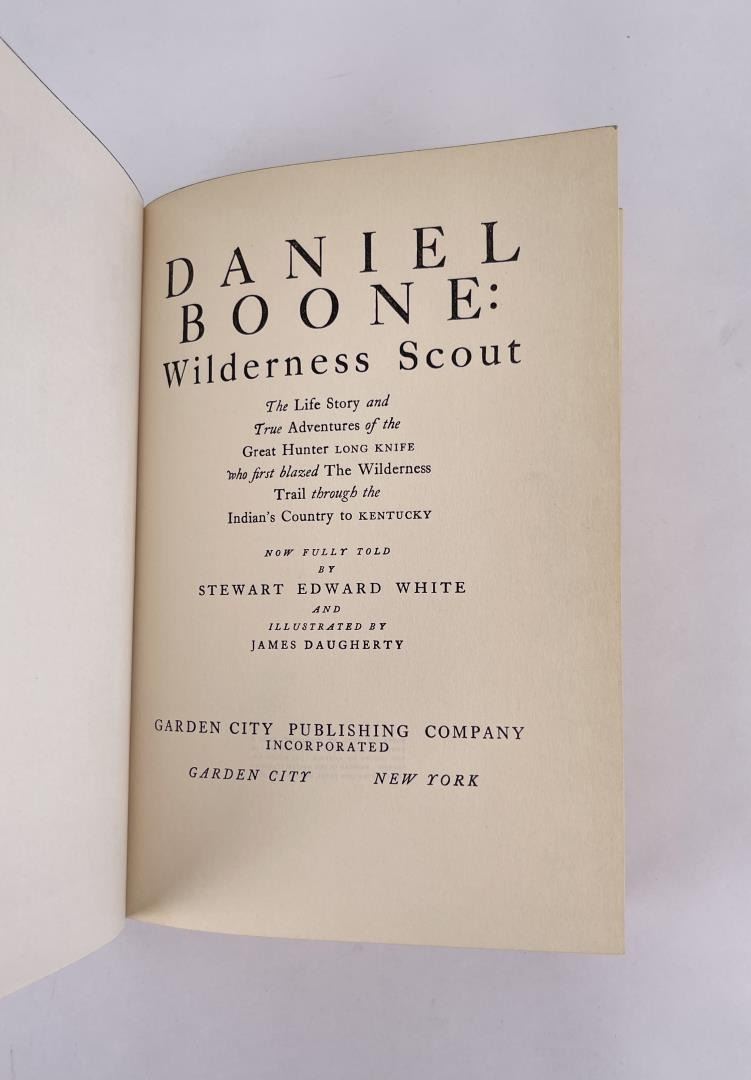 DANIEL
BOONE:
Wilderness Scout
The Life Story and
True Adventures of the
Great Hunter LONG KNIFE
who first blazed The Wilderness
Trail through the
Indian's Country to KENTUCKY
NOW FULLY TOLD
BY
STEWART EDWARD WHITE
AND
ILLUSTRATED BY
JAMES DAUGHERTY
GARDEN CITY PUBLISHING COMPANY
INCORPORATED
GARDEN CITY NEW YORK